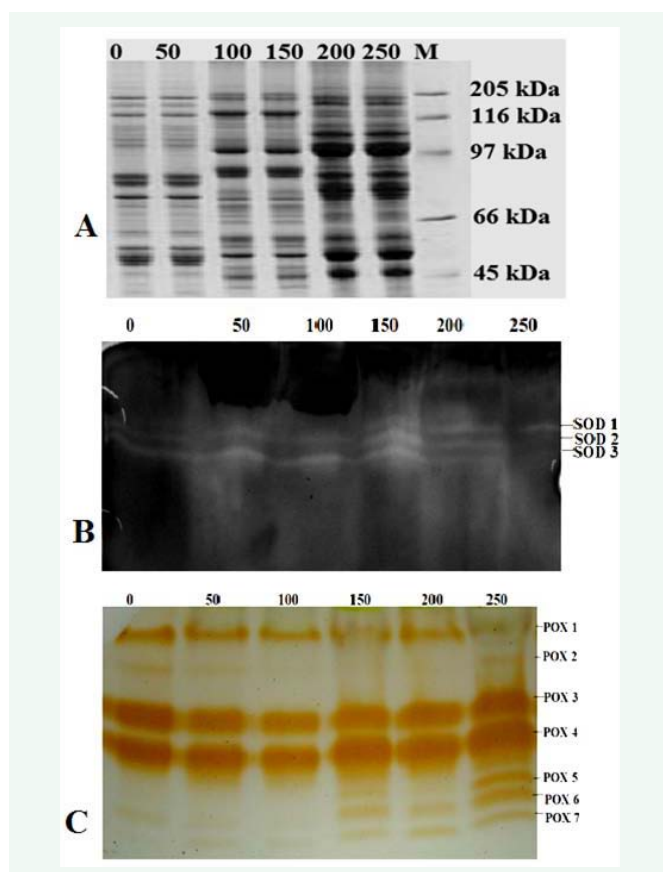 0 50 100 150 200 250 M
205 kDa
116 kDa
97 kDa
66 kDa
45 kDa
A
0 50 100 150 200 250
SOD 1
SOD 2
SOD 3
B
0 50 100 150 200 250
POX 1
POX 2
POX 3
POX 4
POX 5
POX 6
POX 7
C